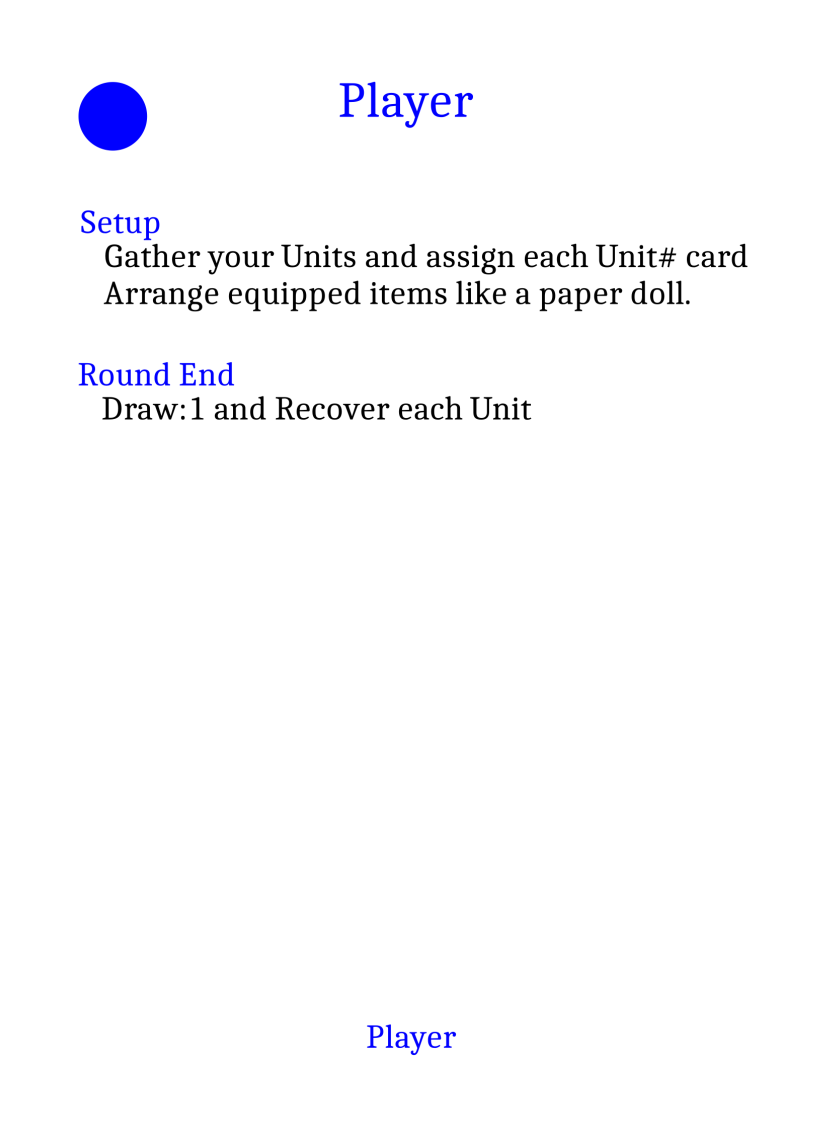 Player
Setup
Gather your Units and assign each Unit# card
Arrange equipped items like a paper doll.
Round End
Draw:1 and Recover each Unit
Player